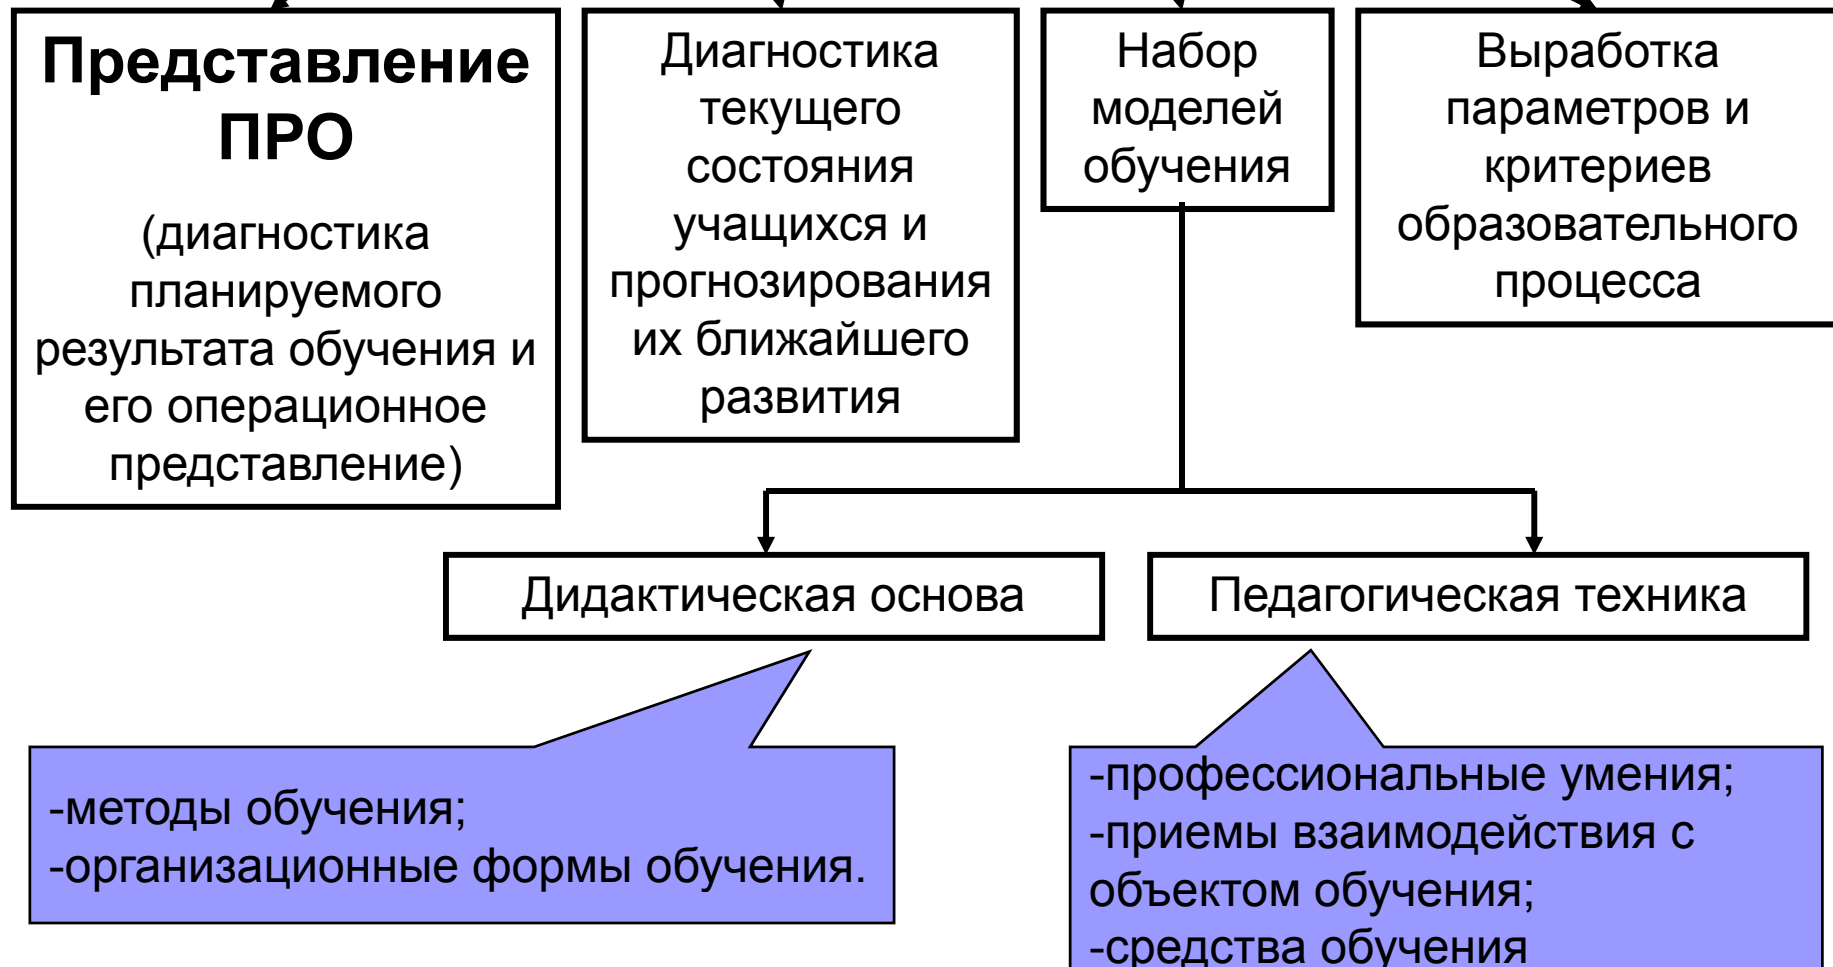 Представление
ПРО
(диагностика
планируемого
результата обучения и
его операционное
представление)
Диагностика
текущего
состояния
учащихся и
прогнозирования
их ближайшего
развития
Набор
моделей
обучения
Выработка
параметров и
критериев
образовательного
процесса
Дидактическая основа
Педагогическая техника
-методы обучения;
-организационные формы обучения.
-профессиональные умения;
-приемы взаимодействия с
объектом обучения;
-средства обучения